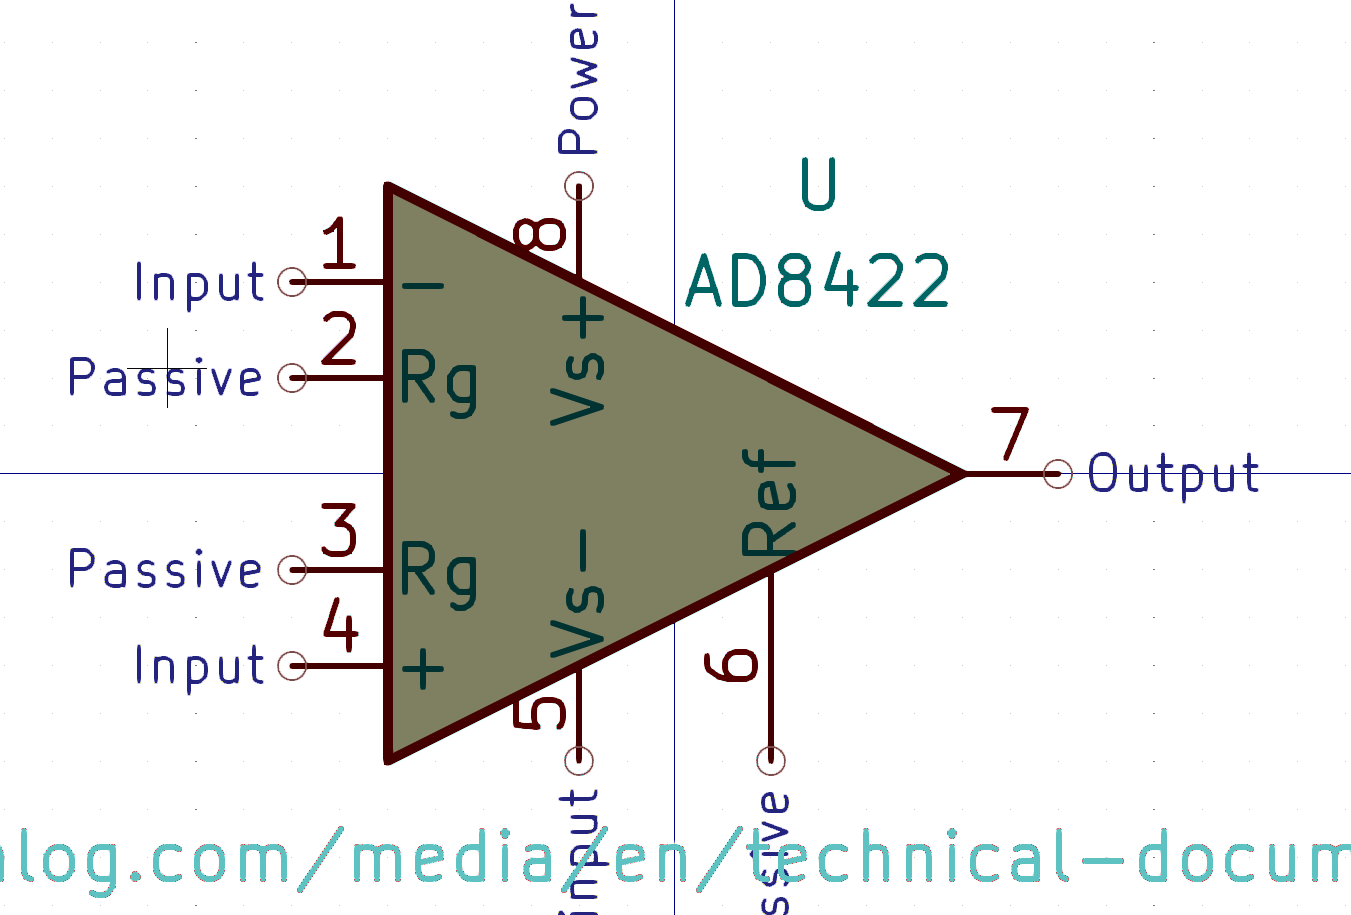 Power
U
8
1
Input
−
AD8422
Vs+
2
Passive
Rg
7
Output
Ref
3
Passive
Rg
Vs−
4
Input
+
6
5
input
ssive
alog.com/media/en/technical-docum